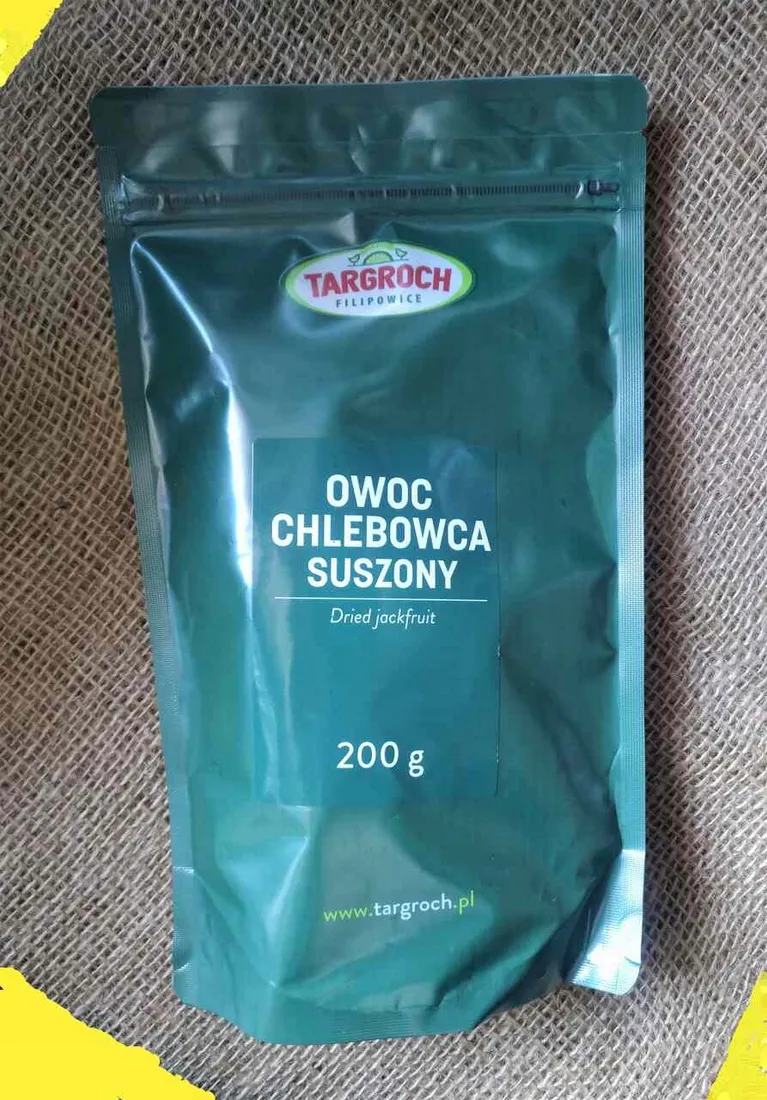 TARGROCH
FILIPOWICE
OWOC
CHLEBOWCA
SUSZONY
Dried jackfruit
200 g
www.targroch.pl